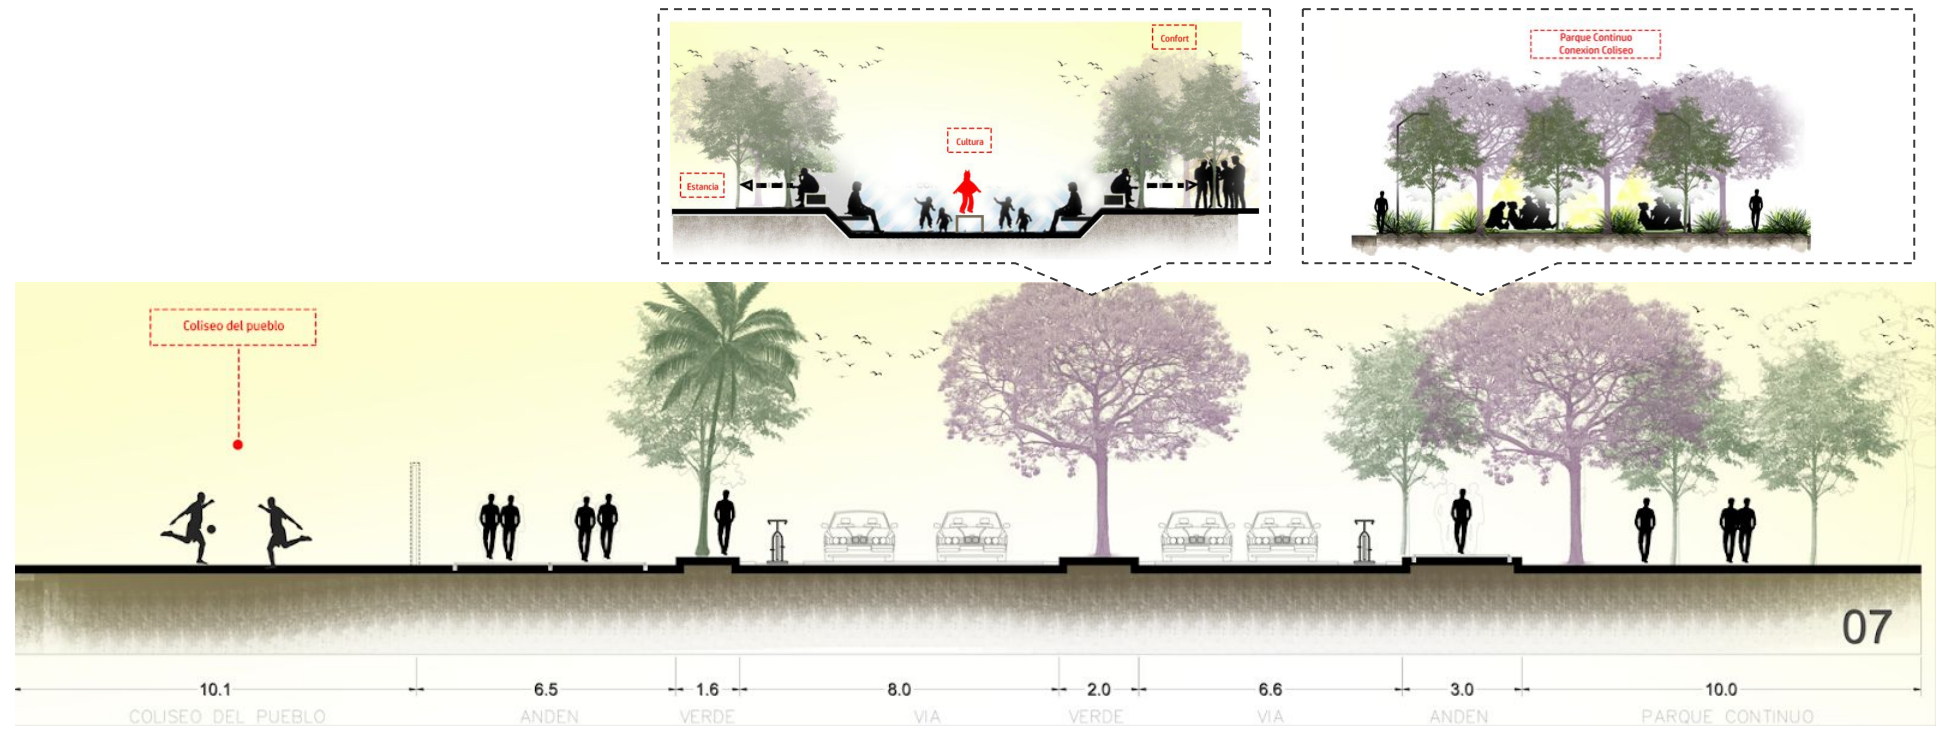 Confort
Cultura
Estancia
Parque Continuo
Conexion Coliseo
Coliseo del pueblo
07
10.1 6.5 1.6 8.0 2.0 6.6 3.0 10.0
COLISEO DEL PUEBLO ANDEN VERDE VIA VERDE VIA ANDEN PARQUE CONTINUO